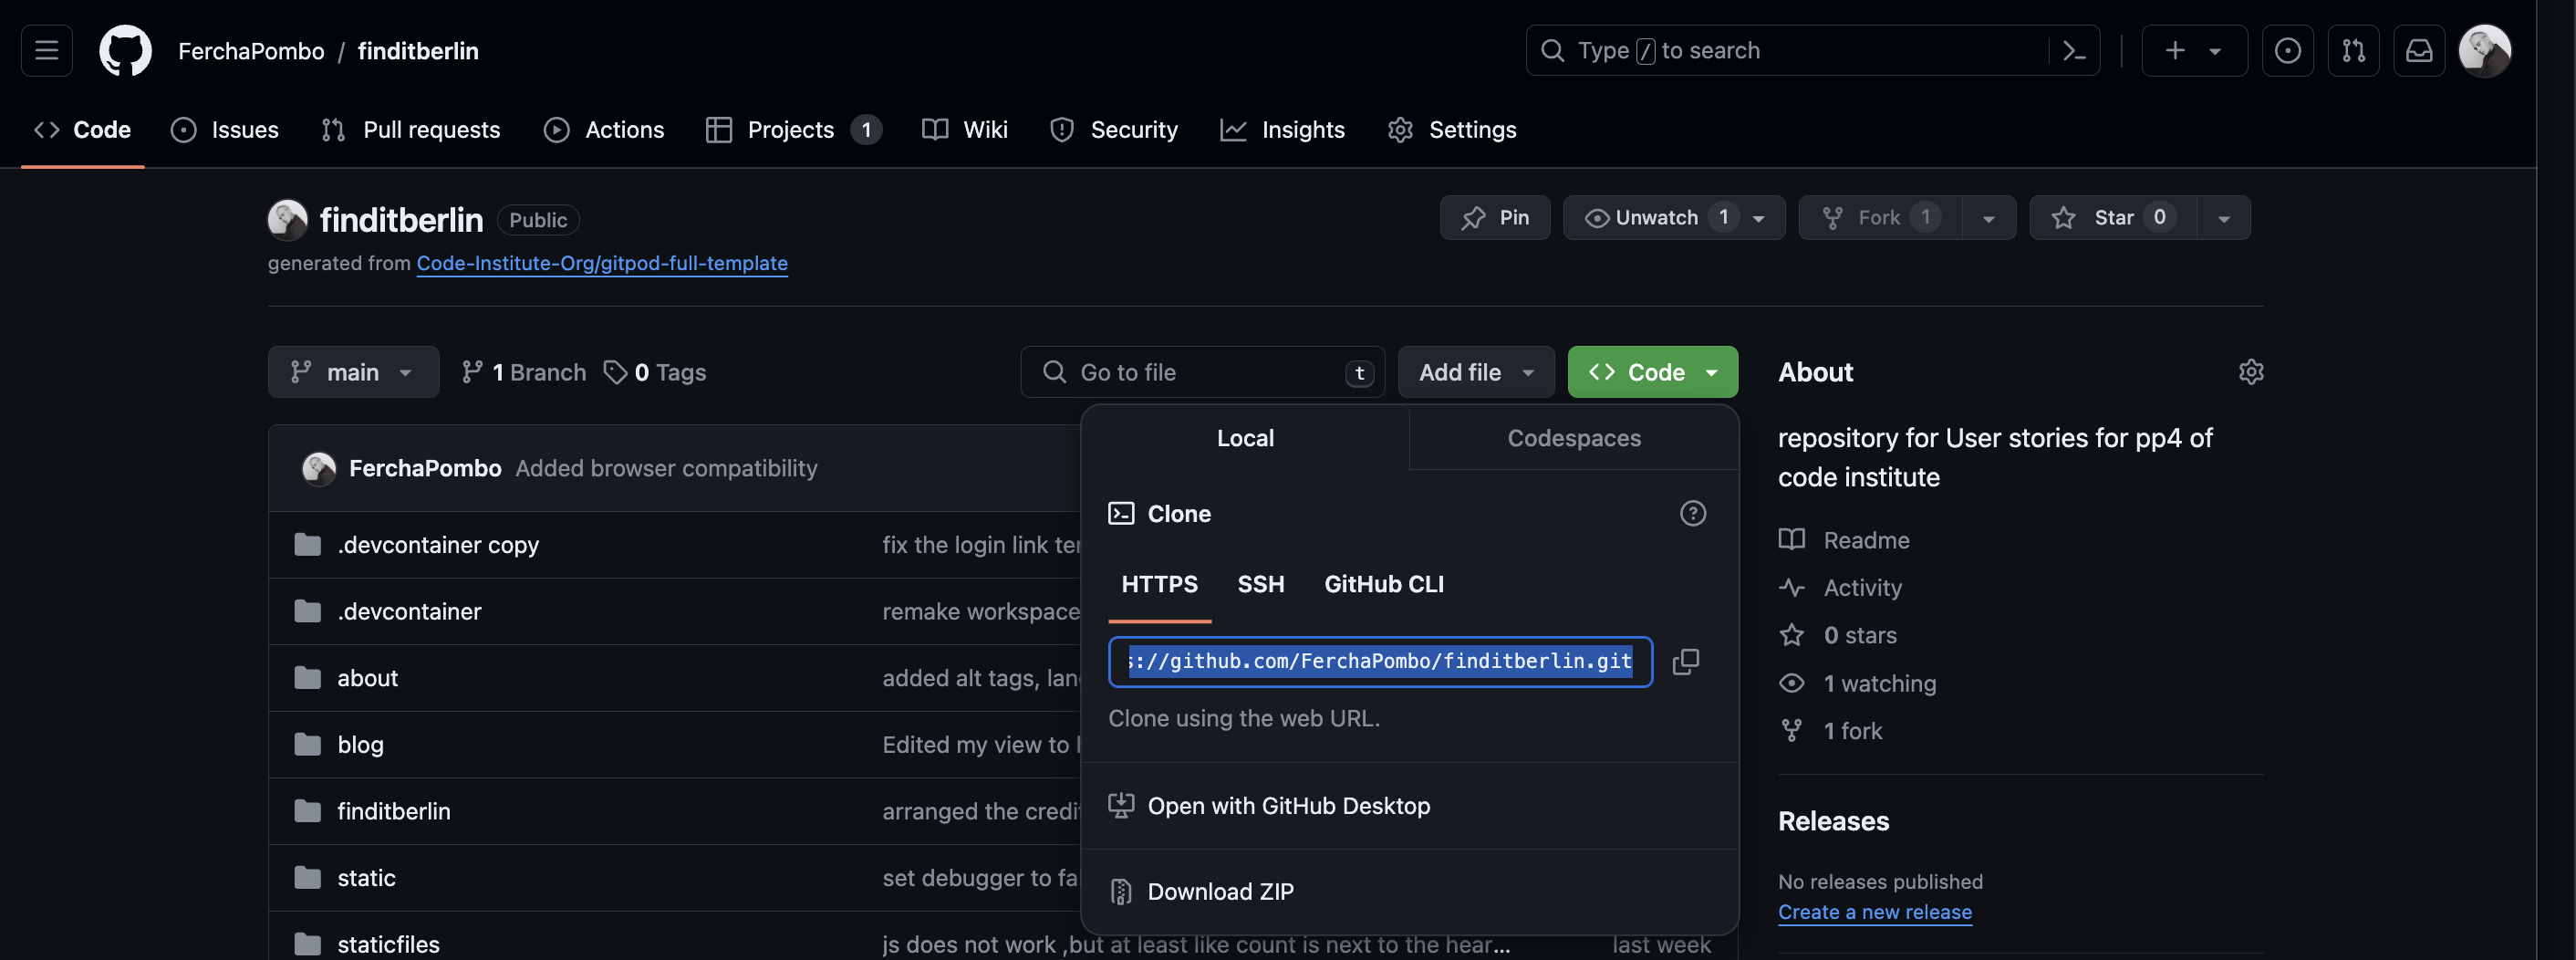 FerchaPombo / finditberlin
Type / to search
Code
Issues
Pull requests
Actions
Projects 1
Wiki
Security
Insights
Settings
finditberlin Public
Pin
Unwatch 1
Fork 1
Star 0
generated from Code-Institute-Org/gitpod-full-template
main
1 Branch
0 Tags
Go to file t
Add file
<> Code
Local
Codespaces
Clone
HTTPS
SSH
GitHub CLI
s://github.com/FerchaPombo/finditberlin.git
Clone using the web URL.
Open with GitHub Desktop
Download ZIP
FerchaPombo Added browser compatibility
.devcontainer copy
fix the login link ter
.devcontainer
remake workspace
about
added alt tags, lan
blog
Edited my view to l
finditberlin
arranged the credi
static
set debugger to fal
staticfiles
js does not work ,but at least like count is next to the hear...
last week
About
repository for User stories for pp4 of
code institute
Readme
Activity
0 stars
1 watching
1 fork
Releases
No releases published
Create a new release